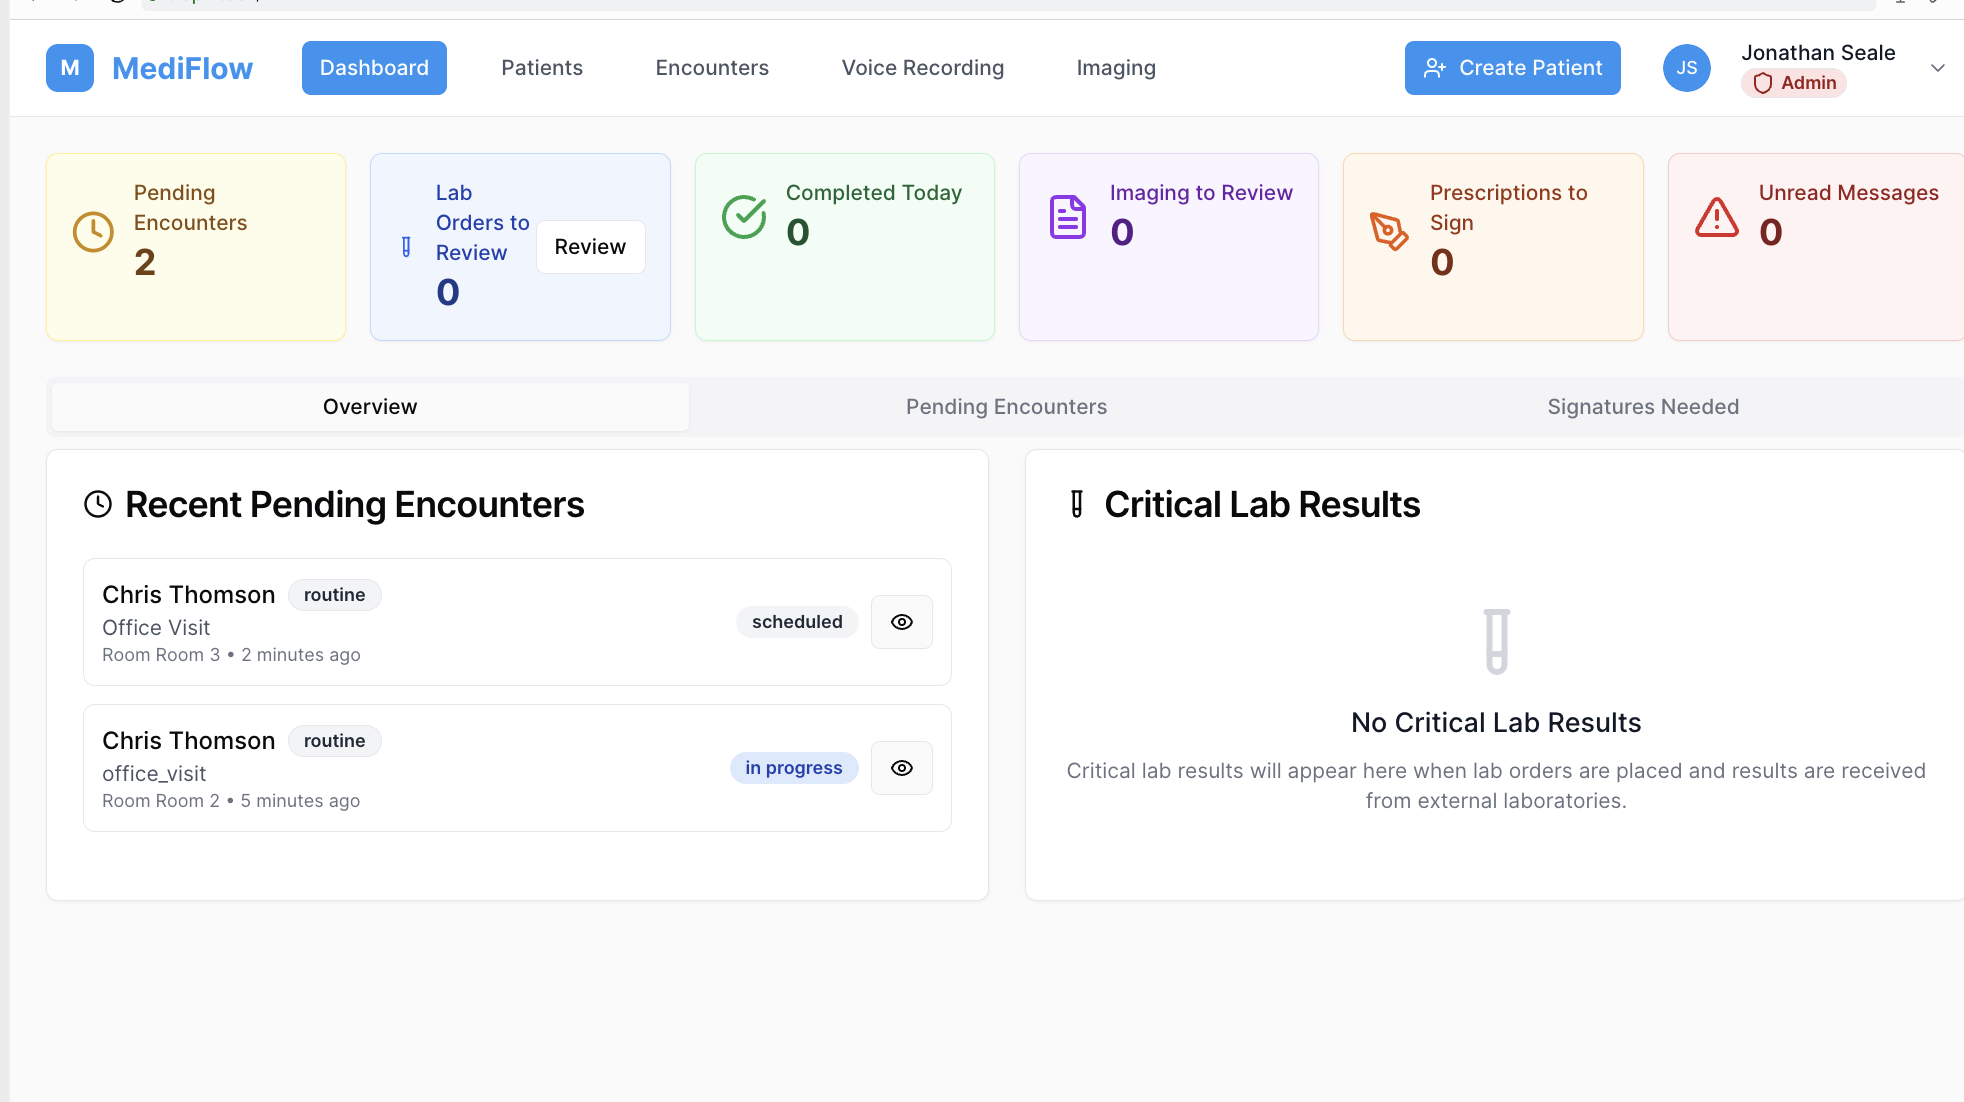 M MediFlow Dashboard Patients Encounters Voice Recording Imaging Create Patient JS Jonathan Seale
Admin
Pending
Encounters
2
Lab
Orders to
Review
0
Review
Completed Today
0
Imaging to Review
0
Prescriptions to
Sign
0
Unread Messages
0
Overview Pending Encounters Signatures Needed
Recent Pending Encounters
Chris Thomson routine
Office Visit
Room Room 3 • 2 minutes ago
scheduled
Chris Thomson routine
office_visit
Room Room 2 • 5 minutes ago
in progress
Critical Lab Results
No Critical Lab Results
Critical lab results will appear here when lab orders are placed and results are received
from external laboratories.